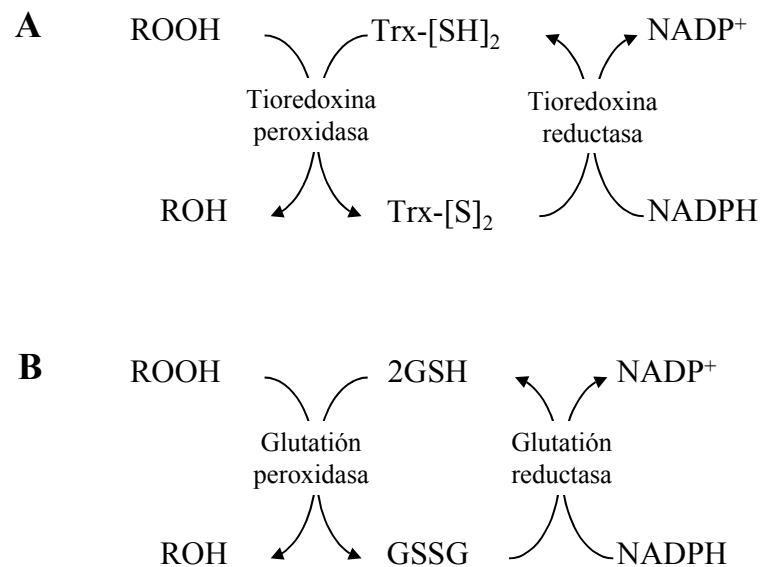 A ROOH Trx-[SH]₂ NADP⁺
Tioredoxina Tioredoxina
peroxidasa reductasa
ROH Trx-[S]₂ NADPH
B ROOH 2GSH NADP⁺
Glutatión Glutatión
peroxidasa reductasa
ROH GSSG NADPH